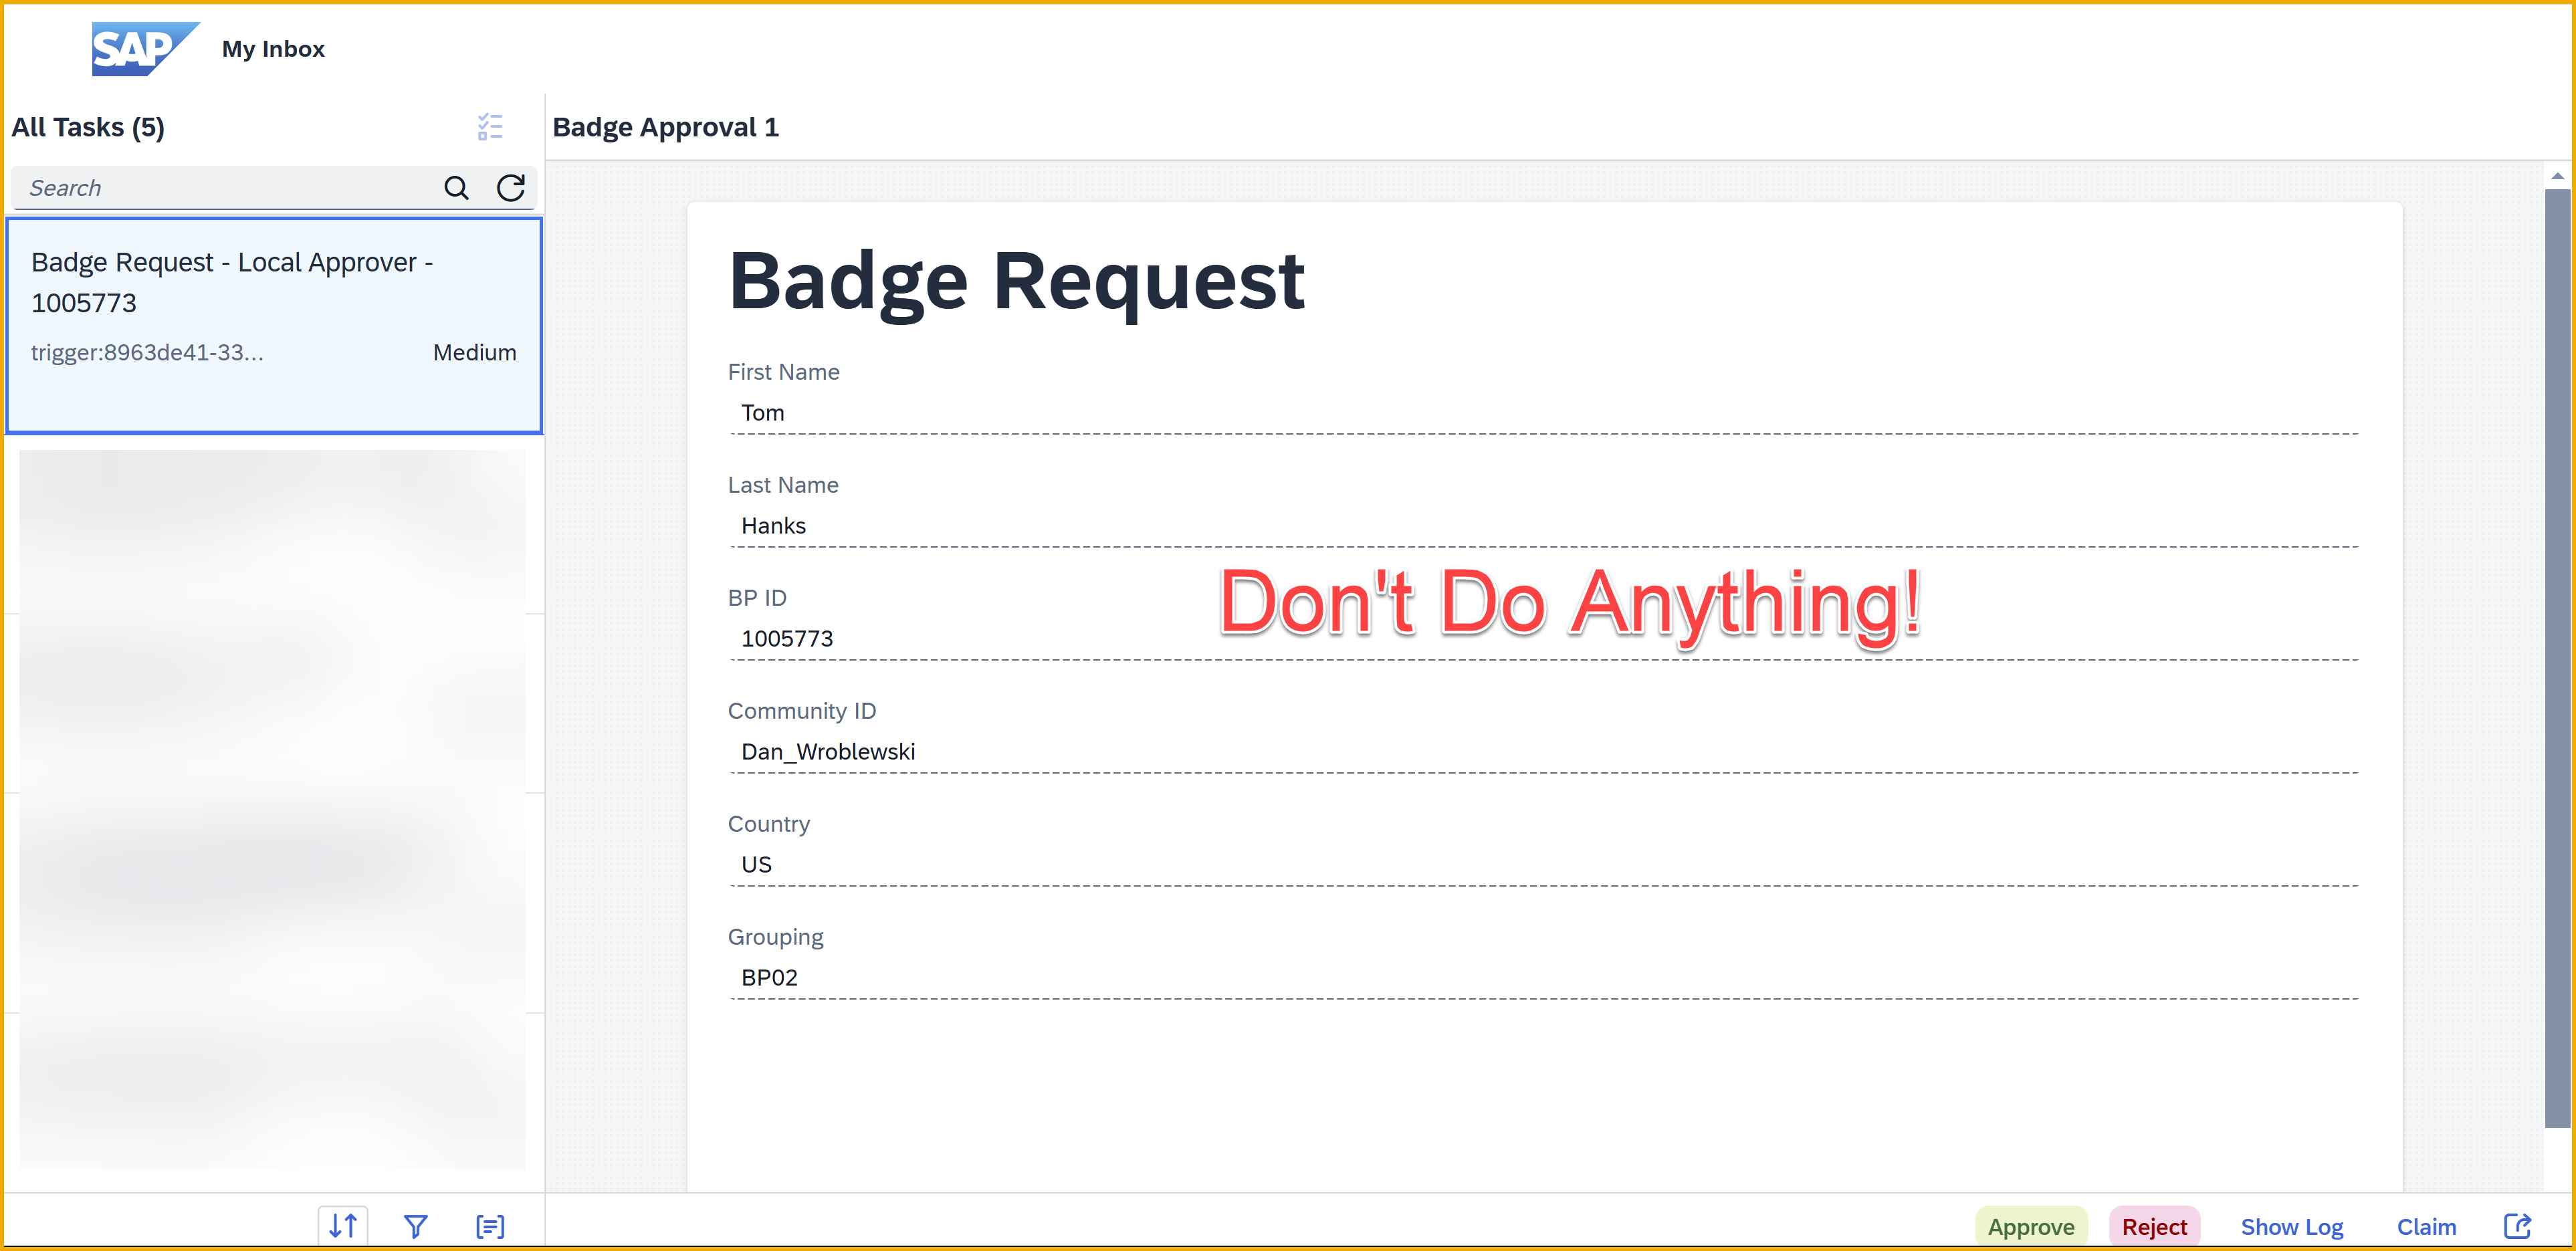 SAP My Inbox
All Tasks (5)
Search
Badge Request - Local Approver -
1005773
trigger:8963de41-33... Medium
Badge Approval 1
Badge Request
First Name
Tom
Last Name
Hanks
Don't Do Anything!
BP ID
1005773
Community ID
Dan_Wroblewski
Country
US
Grouping
BP02
Approve Reject Show Log Claim